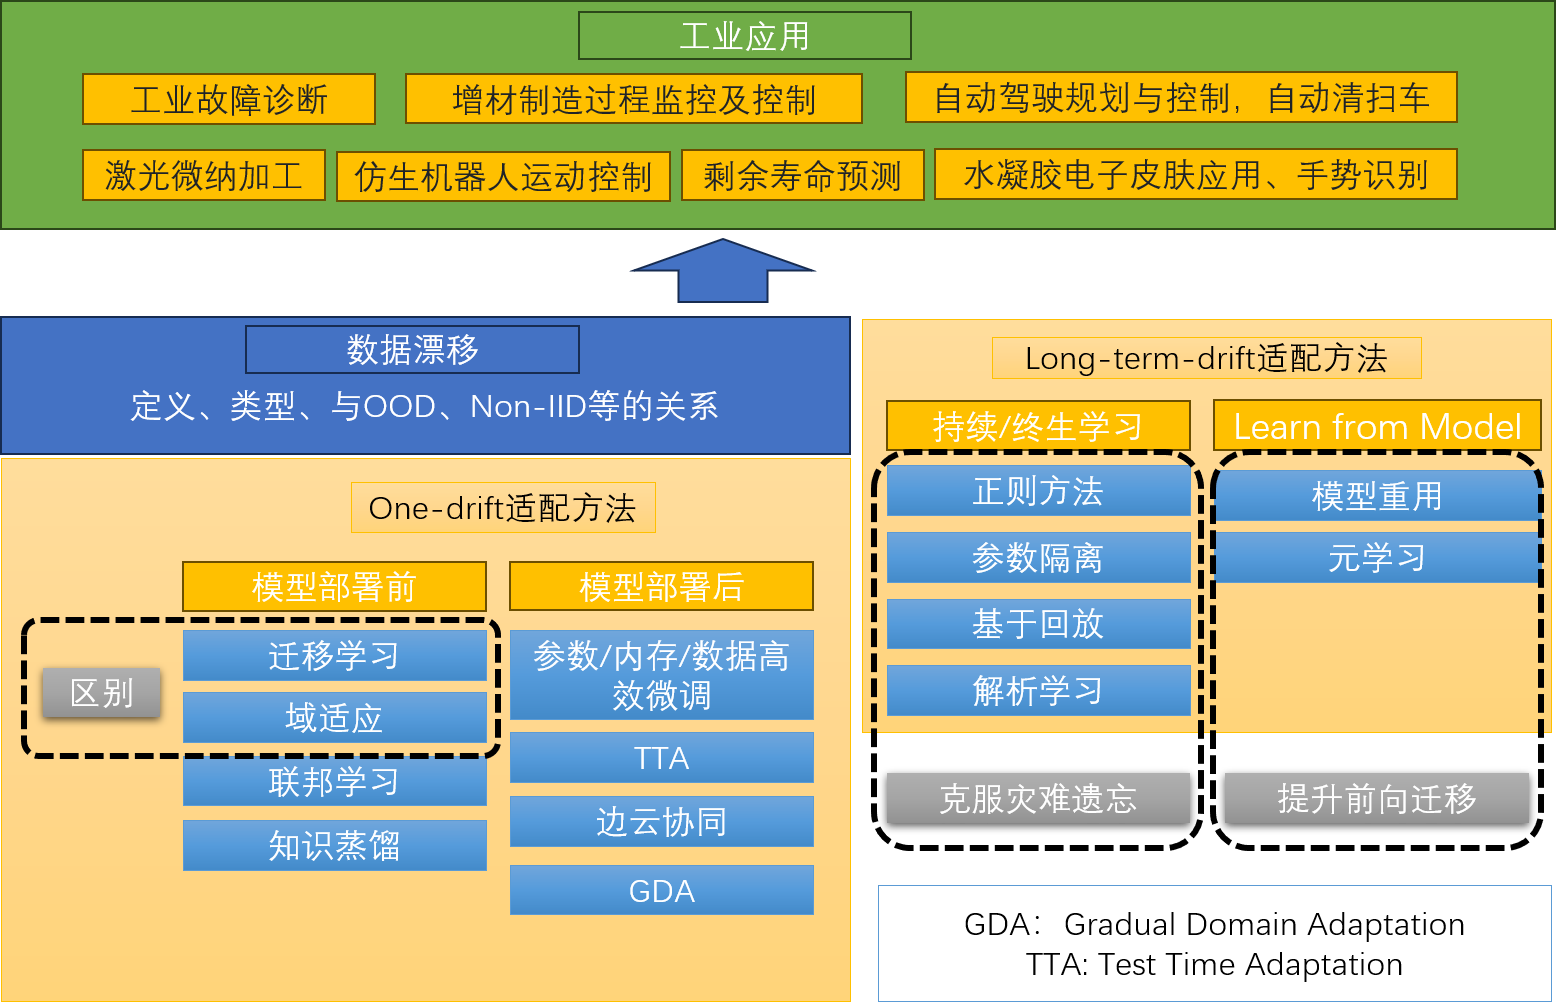 工业应用
工业故障诊断
增材制造过程监控及控制
自动驾驶规划与控制，自动清扫车
激光微纳加工
仿生机器人运动控制
剩余寿命预测
水凝胶电子皮肤应用、手势识别
数据漂移
定义、类型、与OOD、Non-IID等的关系
One-drift适配方法
模型部署前
区别
迁移学习
域适应
联邦学习
知识蒸馏
模型部署后
参数/内存/数据高
效微调
TTA
边云协同
GDA
Long-term-drift适配方法
持续/终生学习
正则方法
参数隔离
基于回放
解析学习
克服灾难遗忘
Learn from Model
模型重用
元学习
提升前向迁移
GDA： Gradual Domain Adaptation
TTA: Test Time Adaptation